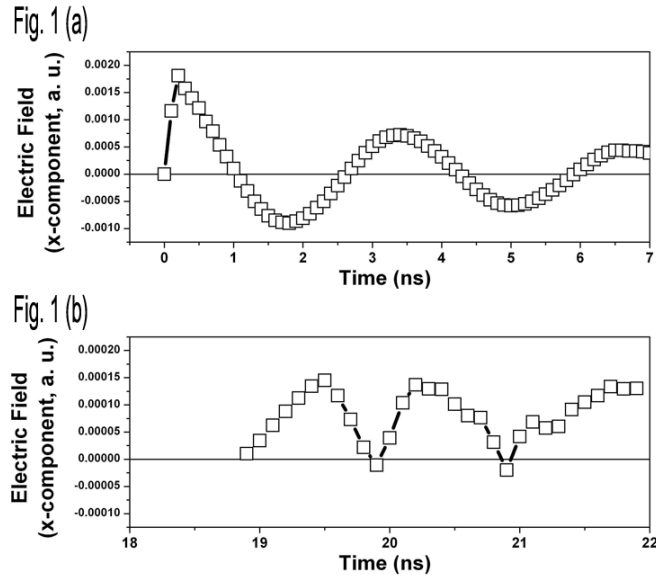 Fig. 1 (a)
Electric Field
(x-component, a. u.)
0.0020
0.0015
0.0010
0.0005
0.0000
-0.0005
-0.0010
0 1 2 3 4 5 6 7
Time (ns)
Fig. 1 (b)
Electric Field
(x-component, a. u.)
0.00020
0.00015
0.00010
0.00005
0.00000
-0.00005
-0.00010
18 19 20 21 22
Time (ns)